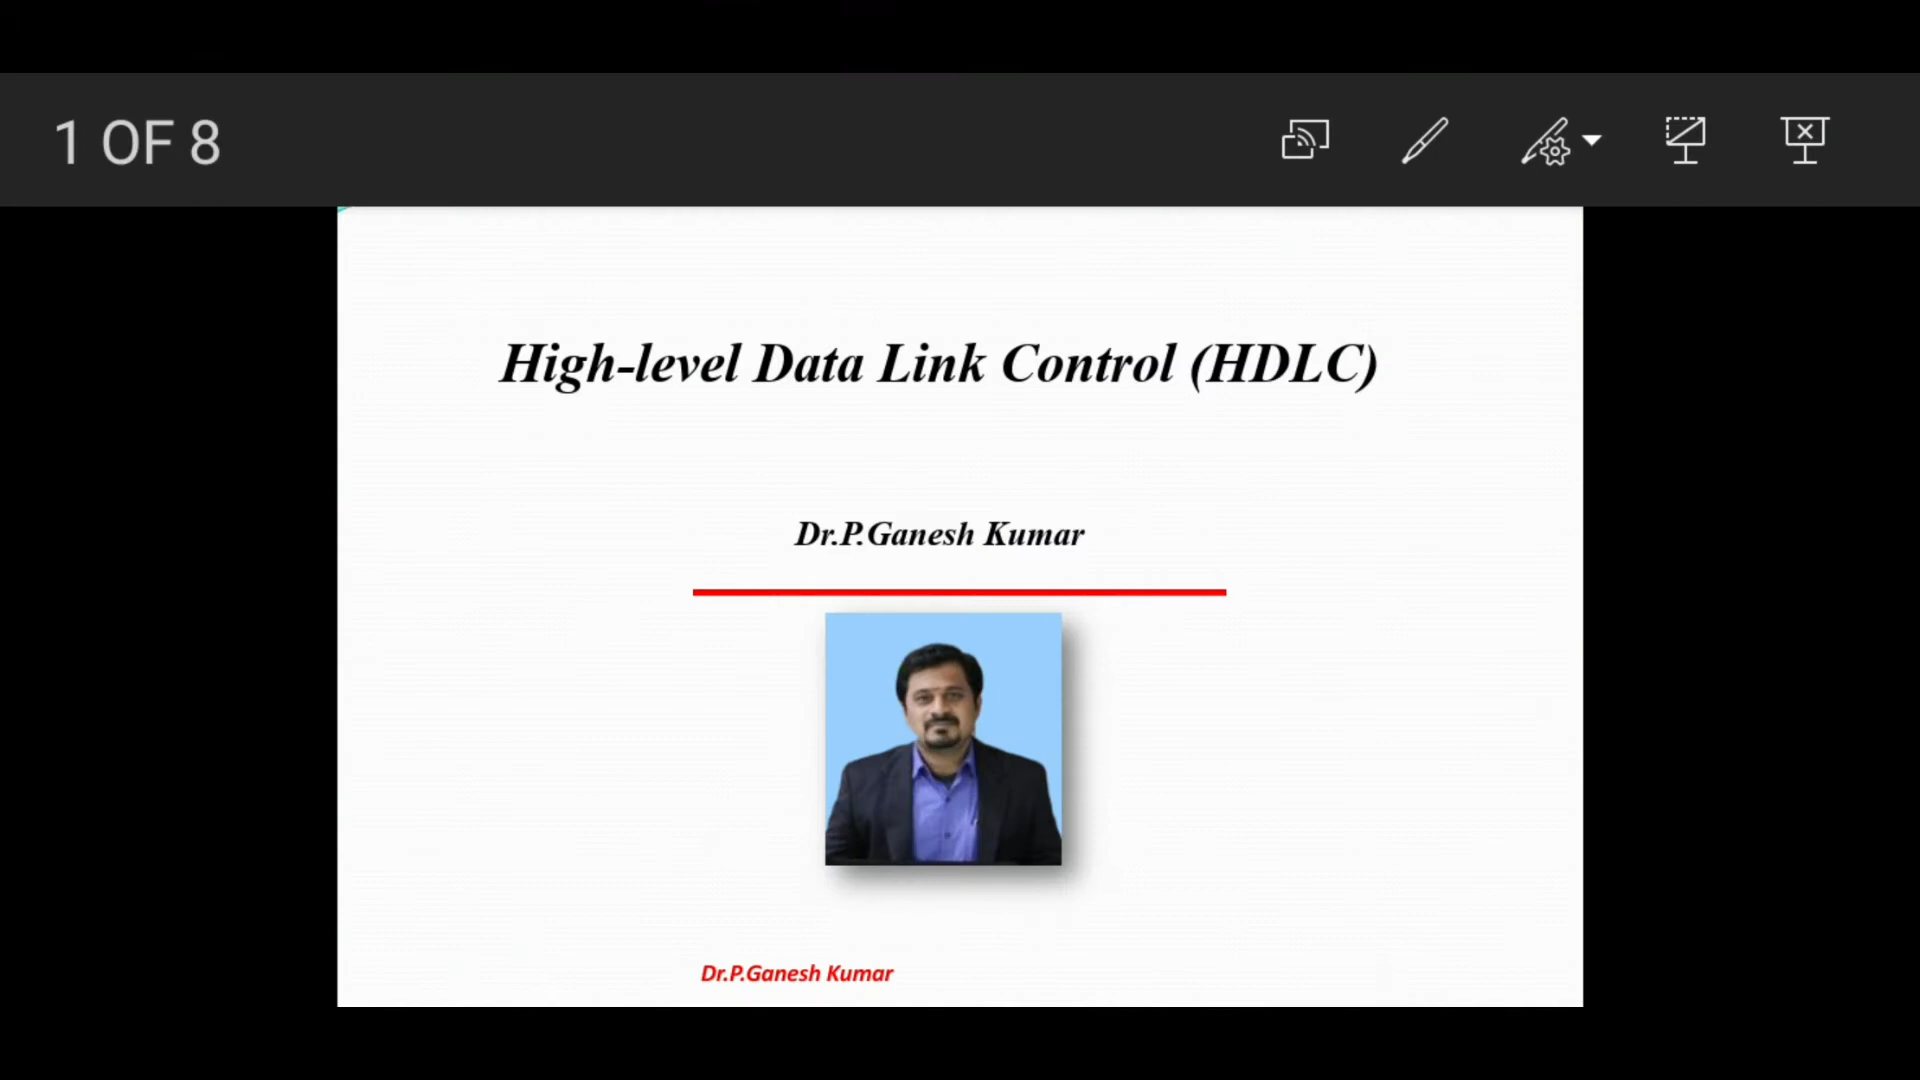 1 OF 8
High-level Data Link Control (HDLC)
Dr.P.Ganesh Kumar
Dr.P.Ganesh Kumar